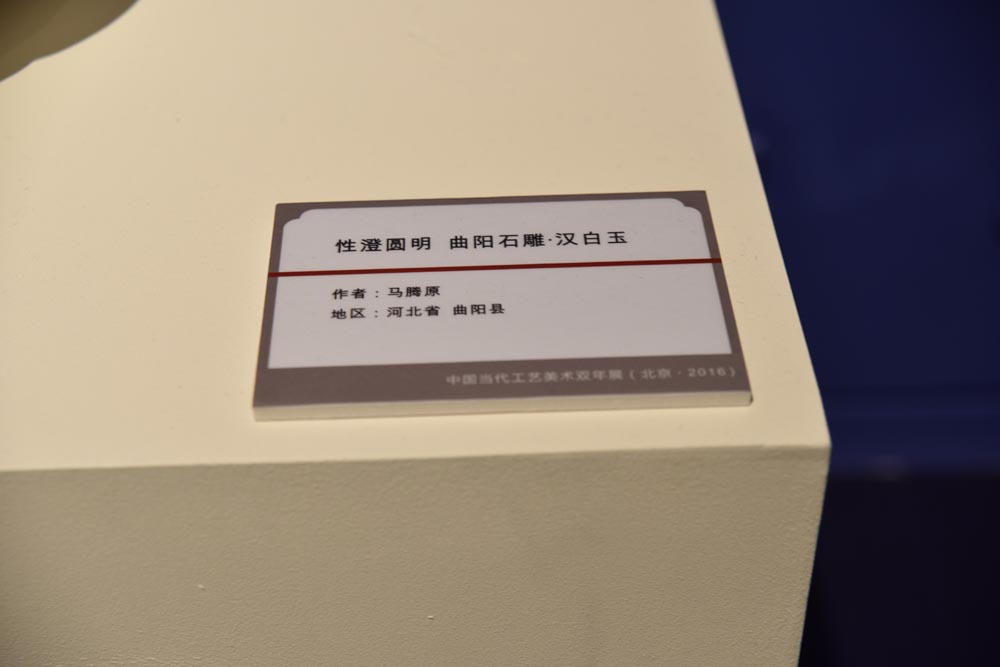 性澄圆明 曲阳石雕·汉白玉
作者：马腾原
地区：河北省 曲阳县
中国当代工艺美术双年展（北京·2016）